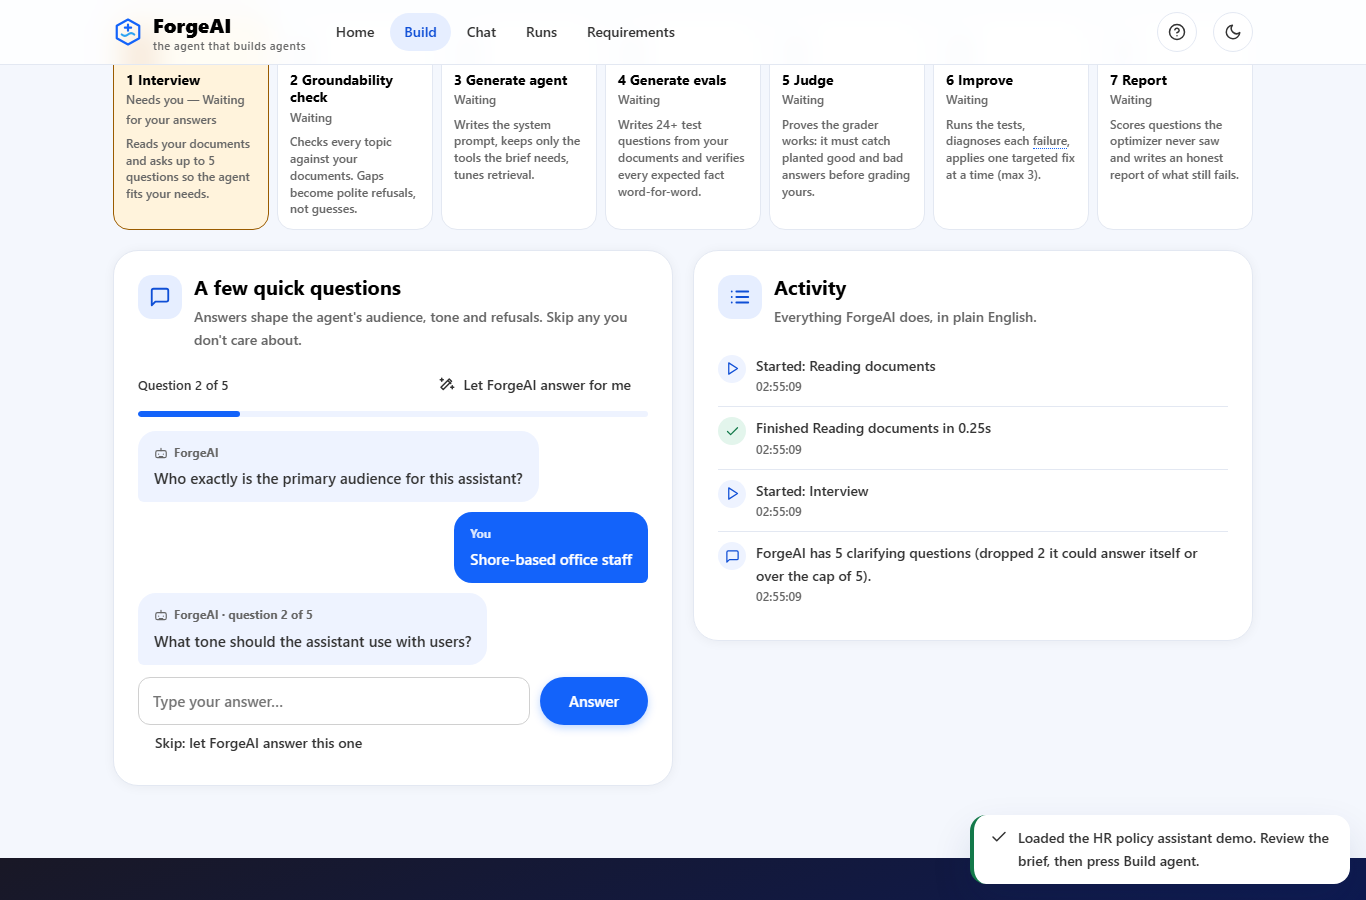 ForgeAI
the agent that builds agents
Home
Build
Chat
Runs
Requirements
1 Interview
Needs you — Waiting
for your answers
Reads your documents
and asks up to 5
questions so the agent
fits your needs.
2 Groundability
check
Waiting
Checks every topic
against your
documents. Gaps
become polite refusals,
not guesses.
3 Generate agent
Waiting
Writes the system
prompt, keeps only the
tools the brief needs,
tunes retrieval.
4 Generate evals
Waiting
Writes 24+ test
questions from your
documents and verifies
every expected fact
word-for-word.
5 Judge
Waiting
Proves the grader
works: it must catch
planted good and bad
answers before grading
yours.
6 Improve
Waiting
Runs the tests,
diagnoses each failure,
applies one targeted fix
at a time (max 3).
7 Report
Waiting
Scores questions the
optimizer never saw
and writes an honest
report of what still fails.
A few quick questions
Answers shape the agent's audience, tone and refusals. Skip any you
don't care about.
Question 2 of 5
Let ForgeAI answer for me
ForgeAI
Who exactly is the primary audience for this assistant?
You
Shore-based office staff
ForgeAI · question 2 of 5
What tone should the assistant use with users?
Type your answer...
Answer
Skip: let ForgeAI answer this one
Activity
Everything ForgeAI does, in plain English.
Started: Reading documents
02:55:09
Finished Reading documents in 0.25s
02:55:09
Started: Interview
02:55:09
ForgeAI has 5 clarifying questions (dropped 2 it could answer itself or
over the cap of 5).
02:55:09
Loaded the HR policy assistant demo. Review the
brief, then press Build agent.